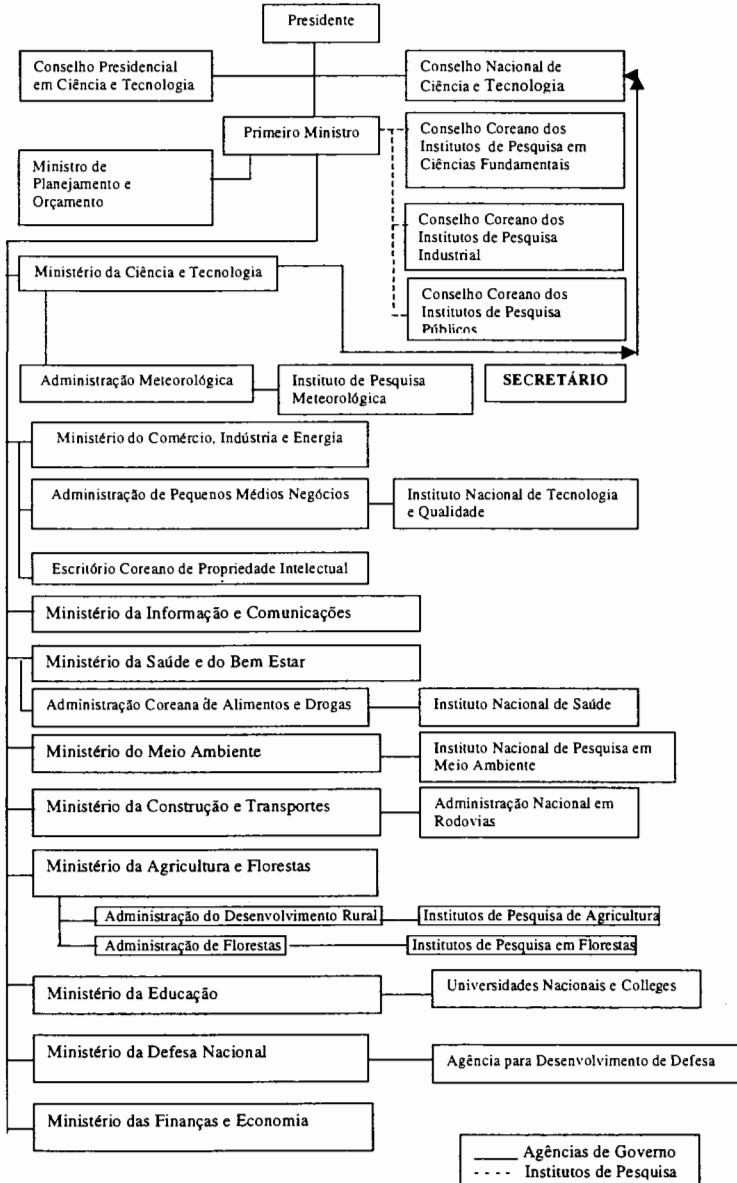 Presidente
Conselho Presidencial
em Ciência e Tecnologia
Conselho Nacional de
Ciência e Tecnologia
Primeiro Ministro
Conselho Coreano dos
Institutos de Pesquisa em
Ciências Fundamentais
Ministro de
Planejamento e
Orçamento
Conselho Coreano dos
Institutos de Pesquisa
Industrial
Ministério da Ciência e Tecnologia
Conselho Coreano dos
Institutos de Pesquisa
Públicos
Administração Meteorológica
Instituto de Pesquisa
Meteorológica
SECRETÁRIO
Ministério do Comércio, Indústria e Energia
Administração de Pequenos Médios Negócios
Instituto Nacional de Tecnologia
e Qualidade
Escritório Coreano de Propriedade Intelectual
Ministério da Informação e Comunicações
Ministério da Saúde e do Bem Estar
Administração Coreana de Alimentos e Drogas
Instituto Nacional de Saúde
Ministério do Meio Ambiente
Instituto Nacional de Pesquisa em
Meio Ambiente
Ministério da Construção e Transportes
Administração Nacional em
Rodovias
Ministério da Agricultura e Florestas
Administração do Desenvolvimento Rural
Institutos de Pesquisa de Agricultura
Administração de Florestas
Institutos de Pesquisa em Florestas
Ministério da Educação
Universidades Nacionais e Colleges
Ministério da Defesa Nacional
Agência para Desenvolvimento de Defesa
Ministério das Finanças e Economia
Agências de Governo
Institutos de Pesquisa